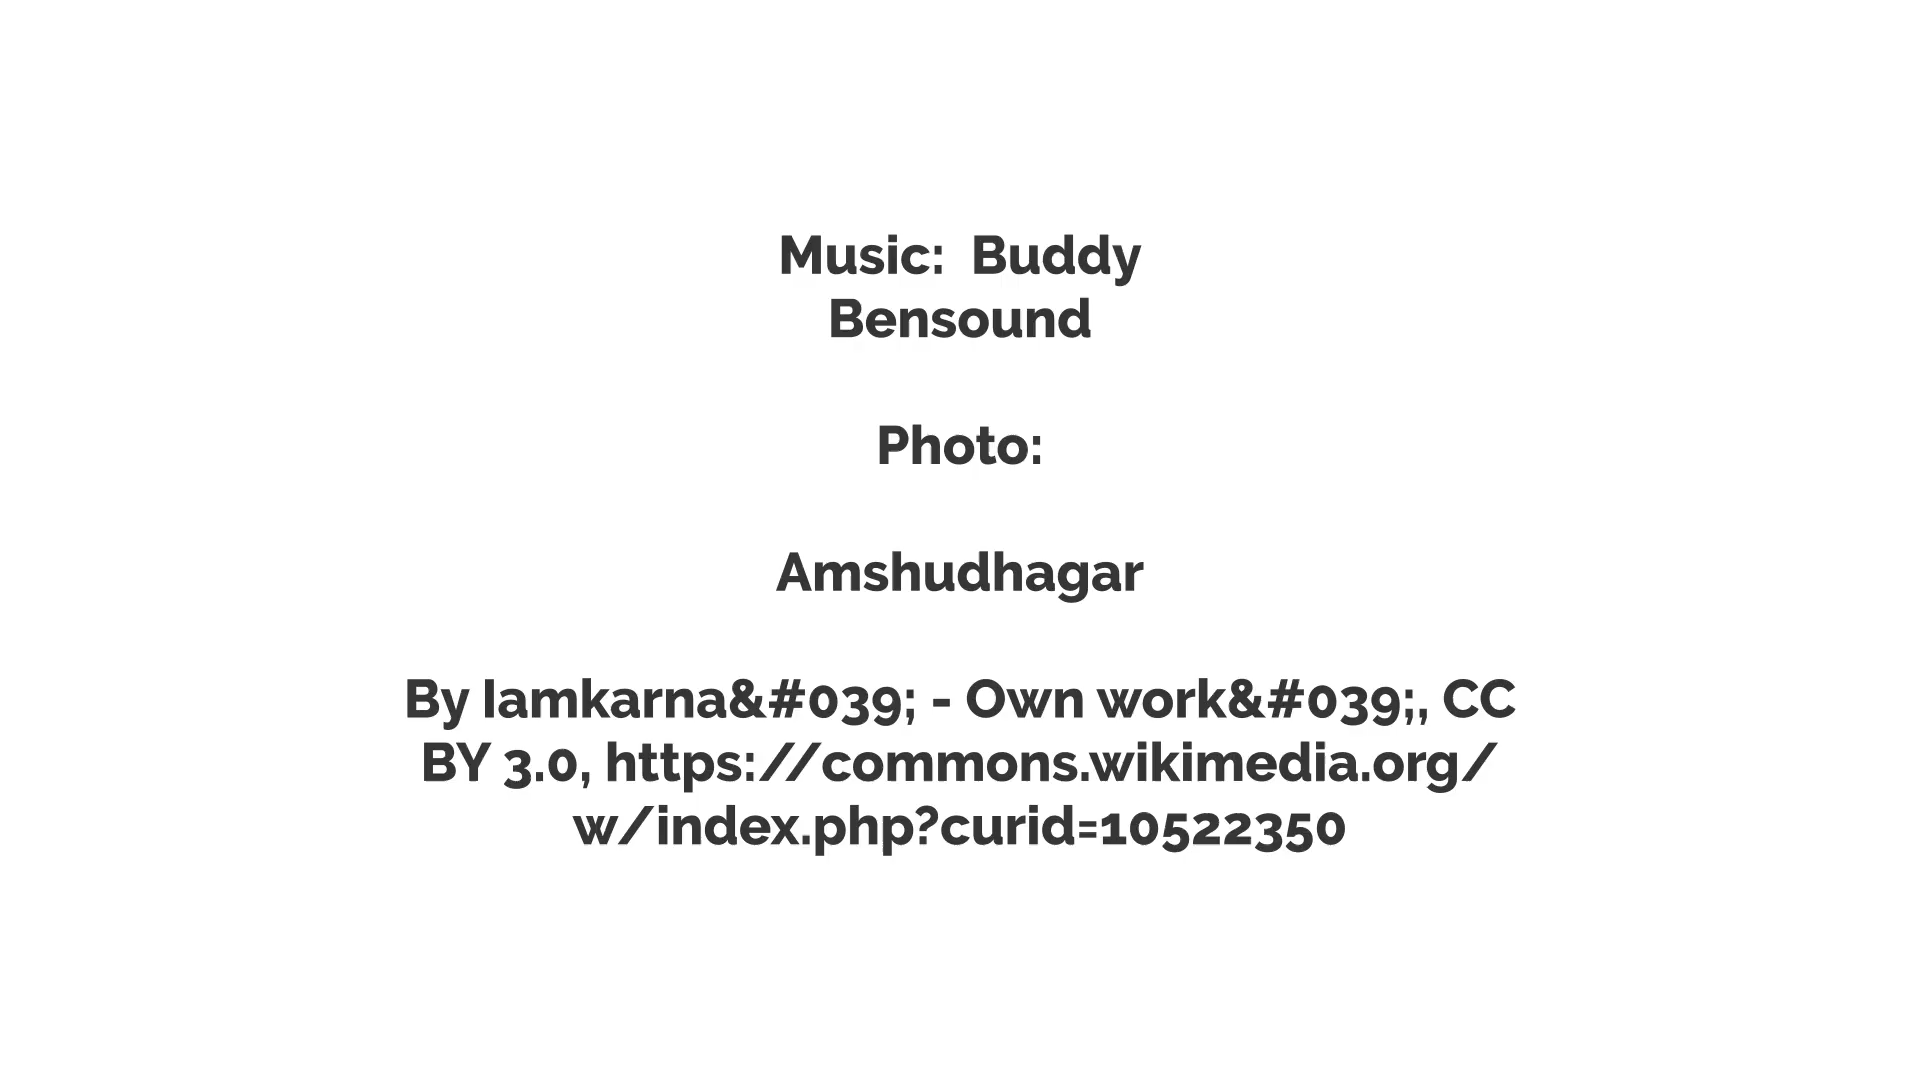 Music:  Buddy
Bensound
Photo:
Amshudhagar
By Iamkarna&#039; - Own work&#039;, CC
BY 3.0, https://commons.wikimedia.org/
w/index.php?curid=10522350